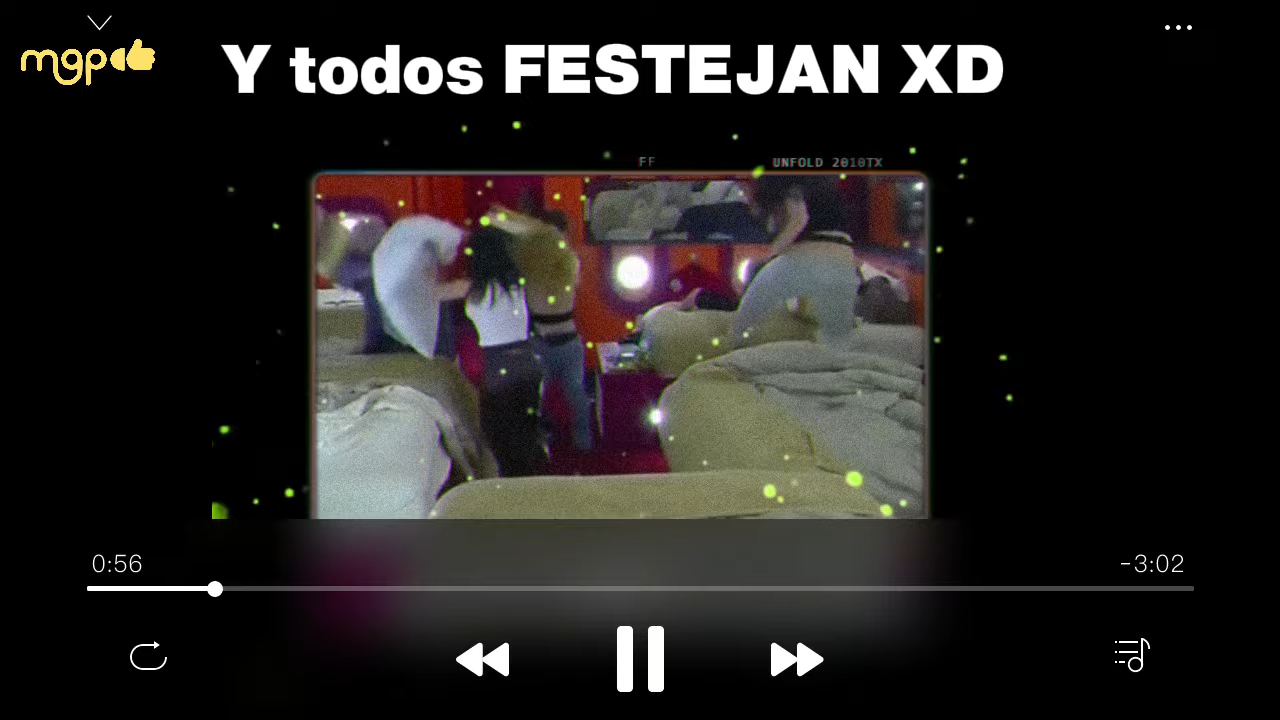 mgp
Y todos FESTEJAN XD
FF
UNFOLD 2010TX
0:56
-3:02